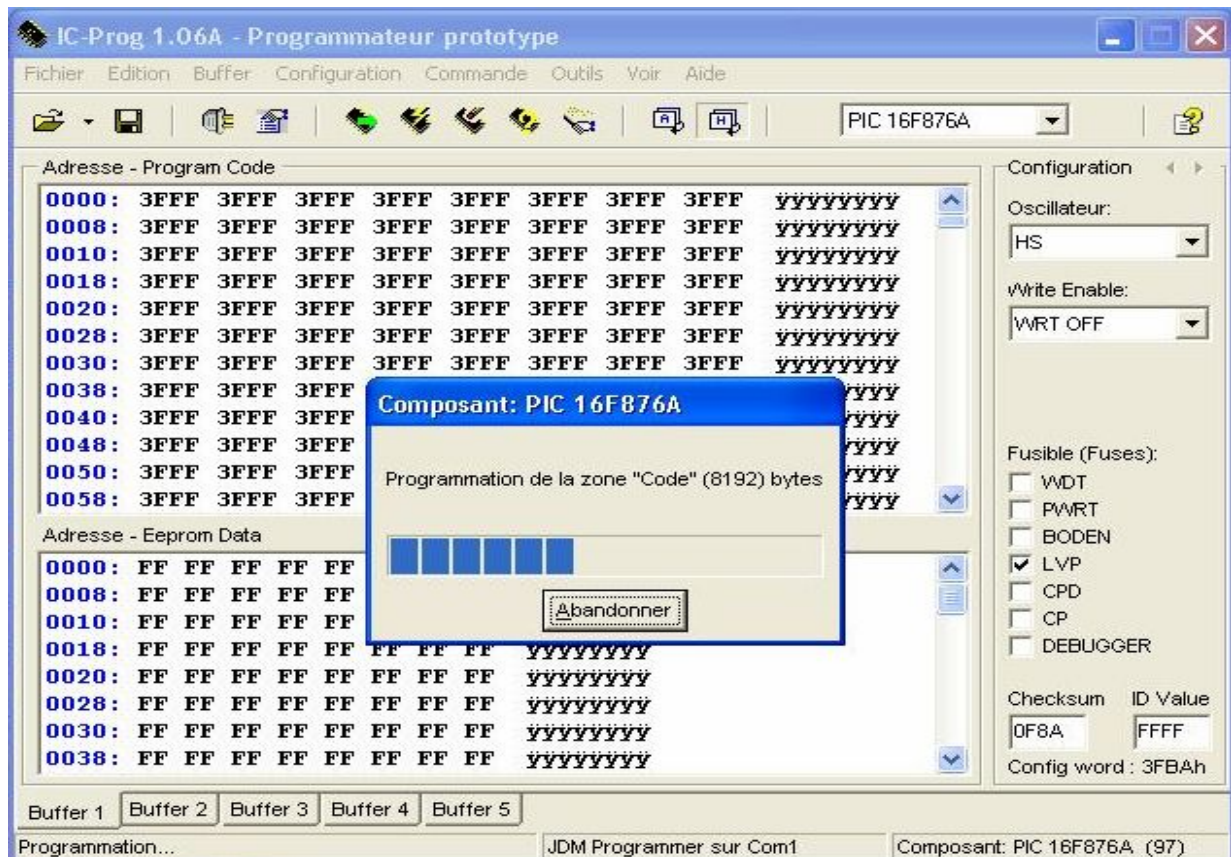 IC-Prog 1.06A - Programmateur prototype
Fichier Edition Buffer Configuration Commande Outils Voir Aide
PIC 16F876A
Adresse - Program Code
0000: 3FFF 3FFF 3FFF 3FFF 3FFF 3FFF 3FFF 3FFF ÿÿÿÿÿÿÿÿ
0008: 3FFF 3FFF 3FFF 3FFF 3FFF 3FFF 3FFF 3FFF ÿÿÿÿÿÿÿÿ
0010: 3FFF 3FFF 3FFF 3FFF 3FFF 3FFF 3FFF 3FFF ÿÿÿÿÿÿÿÿ
0018: 3FFF 3FFF 3FFF 3FFF 3FFF 3FFF 3FFF 3FFF ÿÿÿÿÿÿÿÿ
0020: 3FFF 3FFF 3FFF 3FFF 3FFF 3FFF 3FFF 3FFF ÿÿÿÿÿÿÿÿ
0028: 3FFF 3FFF 3FFF 3FFF 3FFF 3FFF 3FFF 3FFF ÿÿÿÿÿÿÿÿ
0030: 3FFF 3FFF 3FFF 3FFF 3FFF 3FFF 3FFF 3FFF ÿÿÿÿÿÿÿÿ
0038: 3FFF 3FFF 3FFF ÿÿÿ
0040: 3FFF 3FFF 3FFF ÿÿÿ
0048: 3FFF 3FFF 3FFF ÿÿÿ
0050: 3FFF 3FFF 3FFF ÿÿÿ
0058: 3FFF 3FFF 3FFF ÿÿÿ
Composant: PIC 16F876A
Programmation de la zone "Code" (8192) bytes
Abandonner
Adresse - Eeprom Data
0000: FF FF FF FF FF
0008: FF FF FF FF FF
0010: FF FF FF FF FF
0018: FF FF FF FF FF FF FF FF ÿÿÿÿÿÿÿÿ
0020: FF FF FF FF FF FF FF FF ÿÿÿÿÿÿÿÿ
0028: FF FF FF FF FF FF FF FF ÿÿÿÿÿÿÿÿ
0030: FF FF FF FF FF FF FF FF ÿÿÿÿÿÿÿÿ
0038: FF FF FF FF FF FF FF FF ÿÿÿÿÿÿÿÿ
Configuration
Oscillateur:
HS
Write Enable:
WRT OFF
Fusible (Fuses):
WDT
PWRT
BODEN
LVP
CPD
CP
DEBUGGER
Checksum ID Value
0F8A FFFF
Config word : 3FBAh
Buffer 1 Buffer 2 Buffer 3 Buffer 4 Buffer 5
Programmation... JDM Programmer sur Com1 Composant: PIC 16F876A (97)